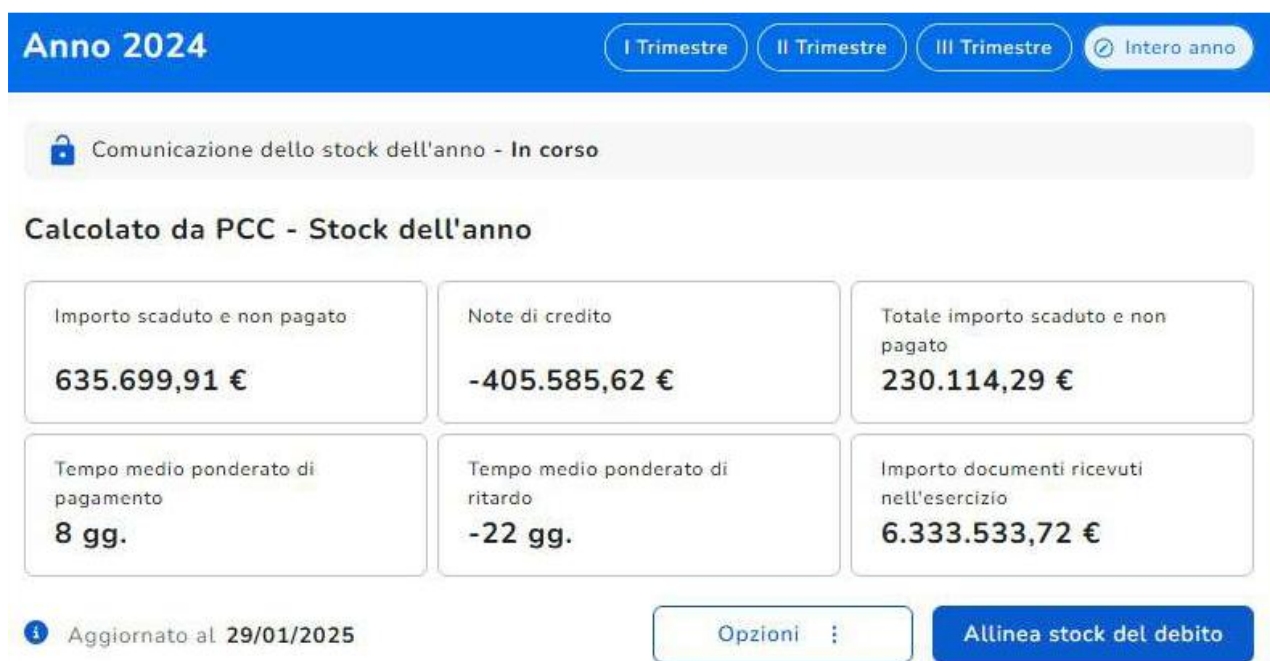 Anno 2024
I Trimestre
II Trimestre
III Trimestre
Intero anno
Comunicazione dello stock dell'anno - In corso
Calcolato da PCC - Stock dell'anno
Importo scaduto e non pagato
635.699,91 €
Note di credito
-405.585,62 €
Totale importo scaduto e non
pagato
230.114,29 €
Tempo medio ponderato di
pagamento
8 gg.
Tempo medio ponderato di
ritardo
-22 gg.
Importo documenti ricevuti
nell'esercizio
6.333.533,72 €
Aggiornato al 29/01/2025
Opzioni
Allinea stock del debito